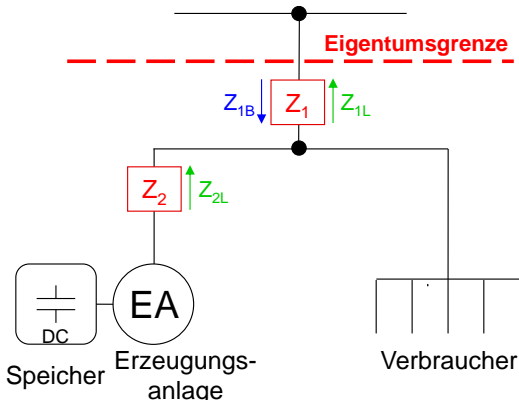 Eigentumsgrenze
Z1B Z1 Z1L
Z2 Z2L
EA
DC
Speicher Erzeugungs- Verbraucher
anlage